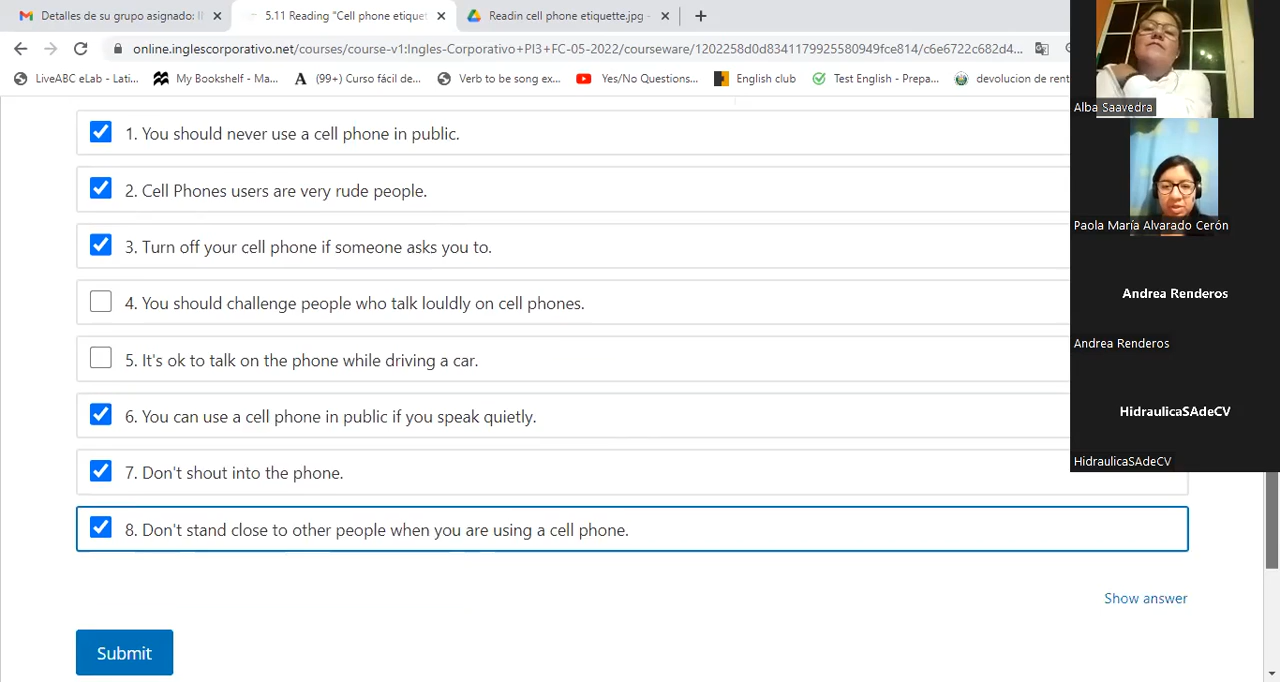 Detalles de su grupo asignado: II
5.11 Reading "Cell phone etiquet
Readin cell phone etiquette.jpg -
online.inglescorporativo.net/courses/course-v1:Ingles-Corporativo+PI3+FC-05-2022/courseware/1202258d0d8341179925580949fce814/c6e6722c682d4...
LiveABC eLab - Lati...
My Bookshelf - Ma...
(99+) Curso fácil de...
Verb to be song ex...
Yes/No Questions...
English club
Test English - Prepa...
devolucion de rent
1. You should never use a cell phone in public.
2. Cell Phones users are very rude people.
3. Turn off your cell phone if someone asks you to.
4. You should challenge people who talk louldly on cell phones.
5. It's ok to talk on the phone while driving a car.
6. You can use a cell phone in public if you speak quietly.
7. Don't shout into the phone.
8. Don't stand close to other people when you are using a cell phone.
Show answer
Submit
Alba Saavedra
Paola María Alvarado Cerón
Andrea Renderos
Andrea Renderos
HidraulicaSAdeCV
HidraulicaSAdeCV